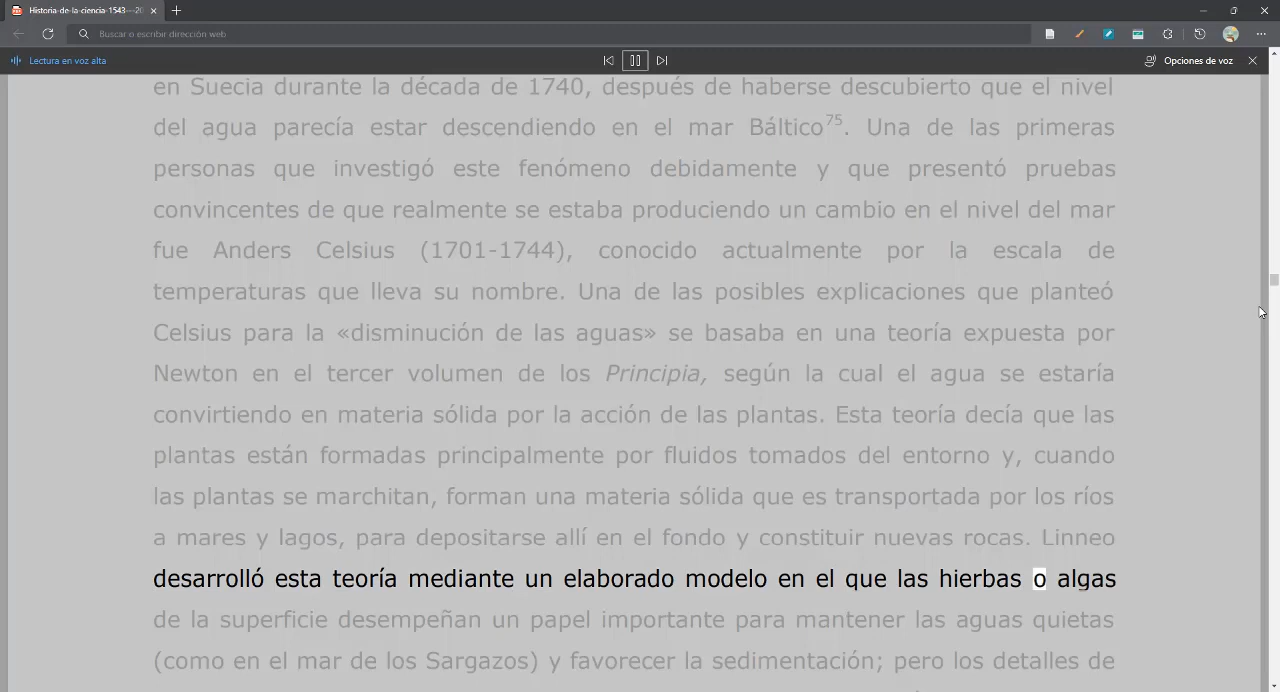 Historia-de-la-ciencia-1543---20
Buscar o escribir dirección web
Lectura en voz alta
Opciones de voz
en Suecia durante la década de 1740, después de haberse descubierto que el nivel
del agua parecía estar descendiendo en el mar Báltico75. Una de las primeras
personas que investigó este fenómeno debidamente y que presentó pruebas
convincentes de que realmente se estaba produciendo un cambio en el nivel del mar
fue Anders Celsius (1701-1744), conocido actualmente por la escala de
temperaturas que lleva su nombre. Una de las posibles explicaciones que planteó
Celsius para la «disminución de las aguas» se basaba en una teoría expuesta por
Newton en el tercer volumen de los Principia, según la cual el agua se estaría
convirtiendo en materia sólida por la acción de las plantas. Esta teoría decía que las
plantas están formadas principalmente por fluidos tomados del entorno y, cuando
las plantas se marchitan, forman una materia sólida que es transportada por los ríos
a mares y lagos, para depositarse allí en el fondo y constituir nuevas rocas. Linneo
desarrolló esta teoría mediante un elaborado modelo en el que las hierbas o algas
de la superficie desempeñan un papel importante para mantener las aguas quietas
(como en el mar de los Sargazos) y favorecer la sedimentación; pero los detalles de